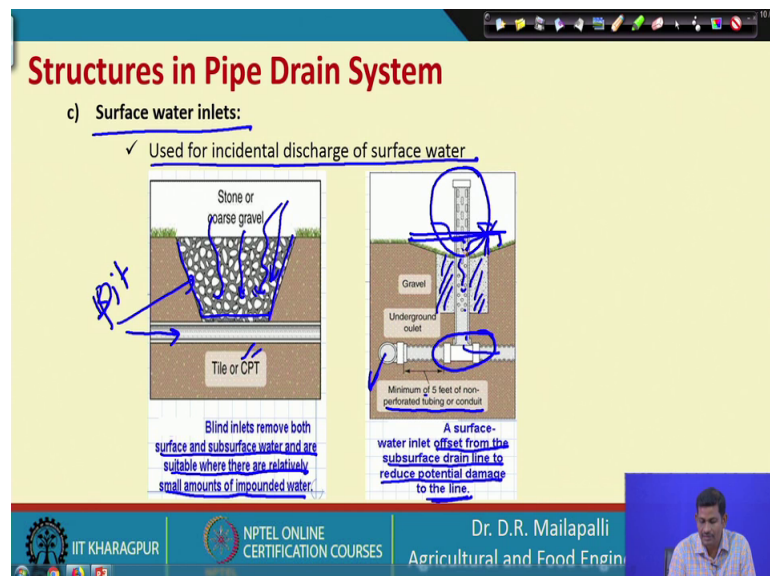 10/
Structures in Pipe Drain System
c) Surface water inlets:
✓ Used for incidental discharge of surface water
Stone or
coarse gravel
Pit
Tile or CPT
Gravel
Underground
oulet
Minimum of 5 feet of non-
perforated tubing or conduit
Blind inlets remove both
surface and subsurface water and are
suitable where there are relatively
small amounts of impounded water.
A surface-
water inlet offset from the
subsurface drain line to
reduce potential damage
to the line.
IIT KHARAGPUR
NPTEL ONLINE
CERTIFICATION COURSES
Dr. D.R. Mailapalli
Agricultural and Food Engin